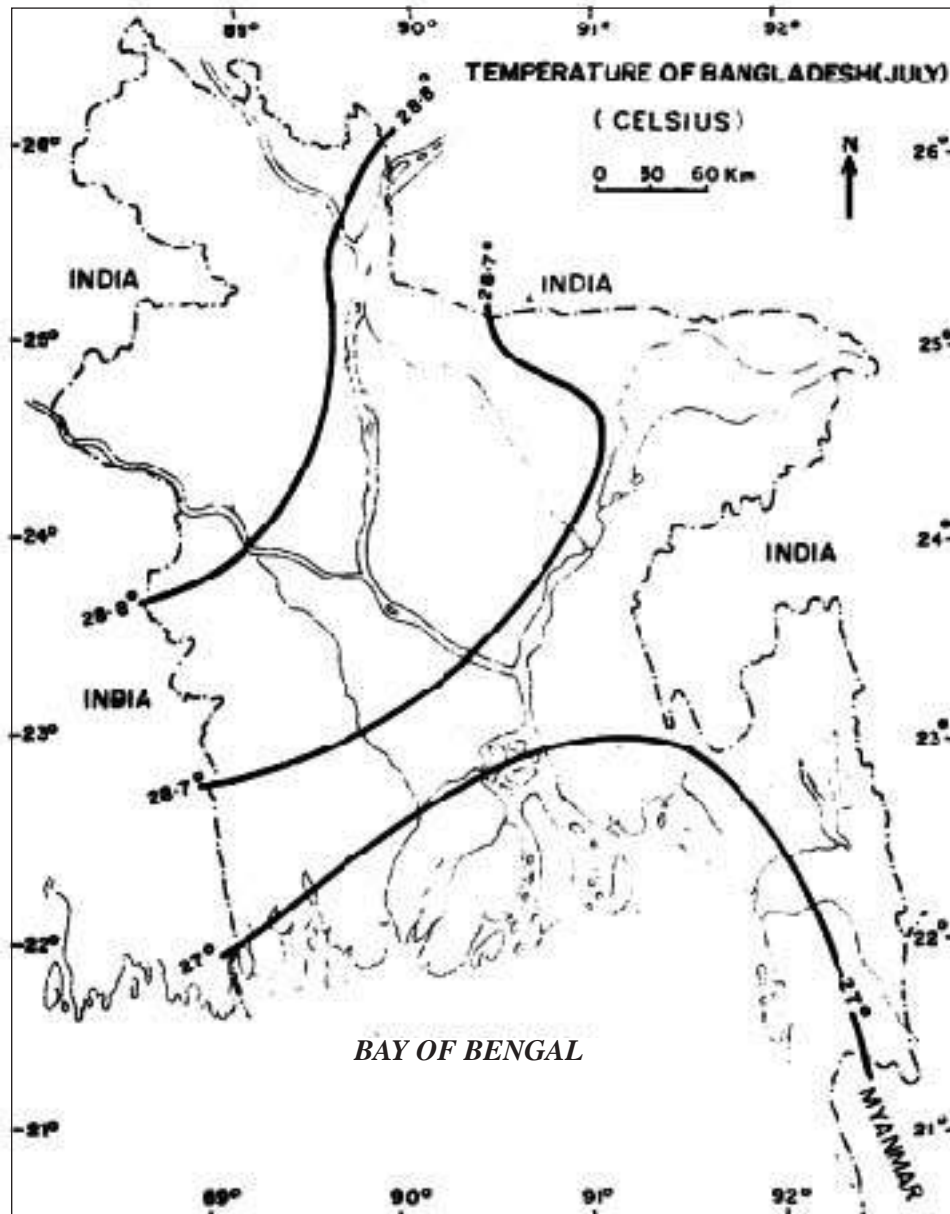 89° 90° 91° 92°
TEMPERATURE OF BANGLADESH(JULY)
(CELSIUS)
28·8°
0 30 60 Km
N
26° 26°
INDIA
28·7°
INDIA
25° 25°
24° 24°
INDIA
28·8°
INDIA
23° 23°
28·7°
22° 22°
27°
27°
BAY OF BENGAL
MYANMAR
21° 21°
89° 90° 91° 92°